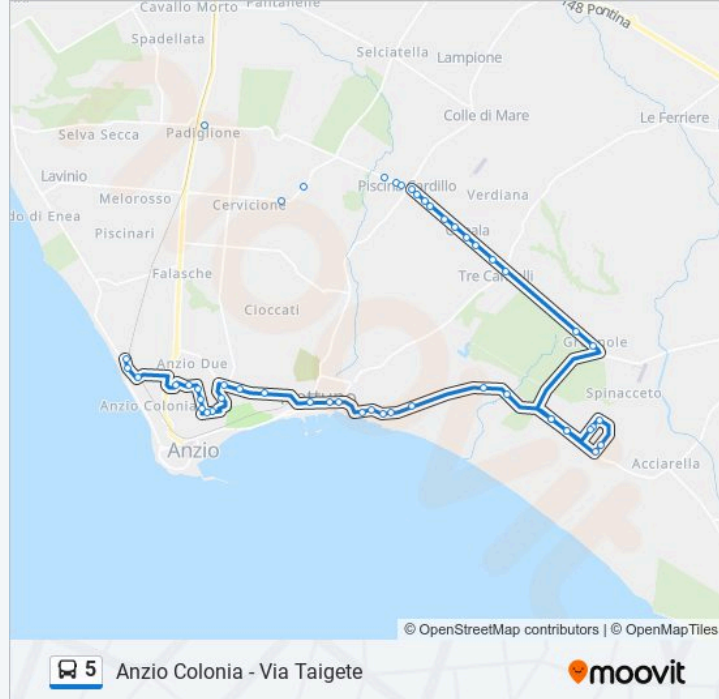 Cavallo Morto
Pantanelle
148 Pontina
Spadellata
Selciatella
Lampione
Colle di Mare
Le Ferriere
Selva Secca
Padiglione
Lavinio
Piscina Cardillo
Verdiana
Melorosso
Cervicione
do di Enea
Piscinari
Tre Cancelli
Falasche
Cioccati
Anzio Due
Spinacceto
Anzio Colonia
Nettuno
Acciarella
Anzio
moovit
© OpenStreetMap contributors | © OpenMapTiles
5 Anzio Colonia - Via Taigete
moovit